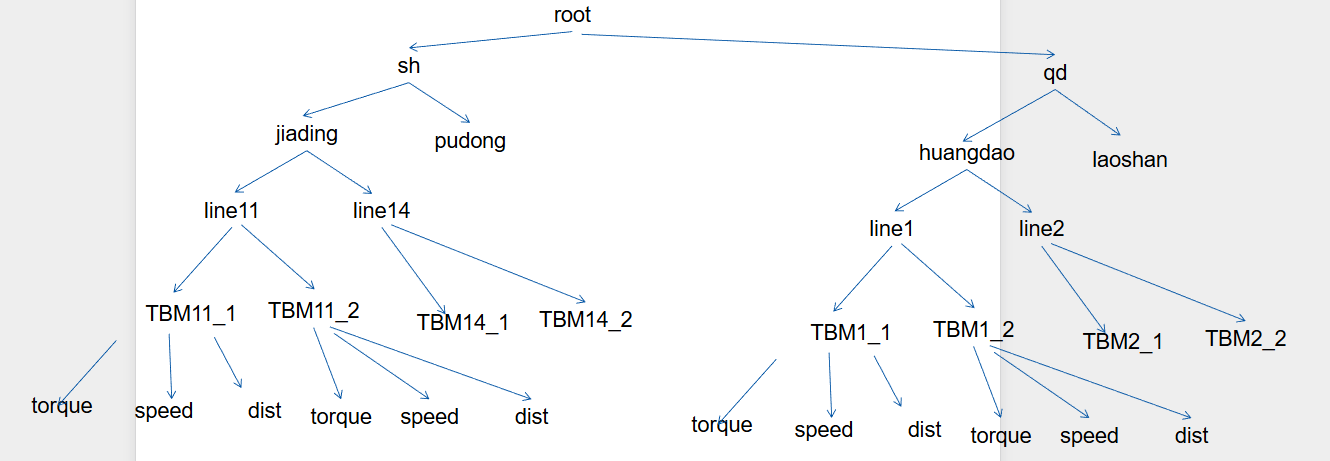 root
sh
qd
jiading
pudong
huangdao
laoshan
line11
line14
line1
line2
TBM11_1
TBM11_2
TBM14_1
TBM14_2
TBM1_1
TBM1_2
TBM2_1
TBM2_2
torque
speed
dist
torque
speed
dist
torque
speed
dist
torque
speed
dist